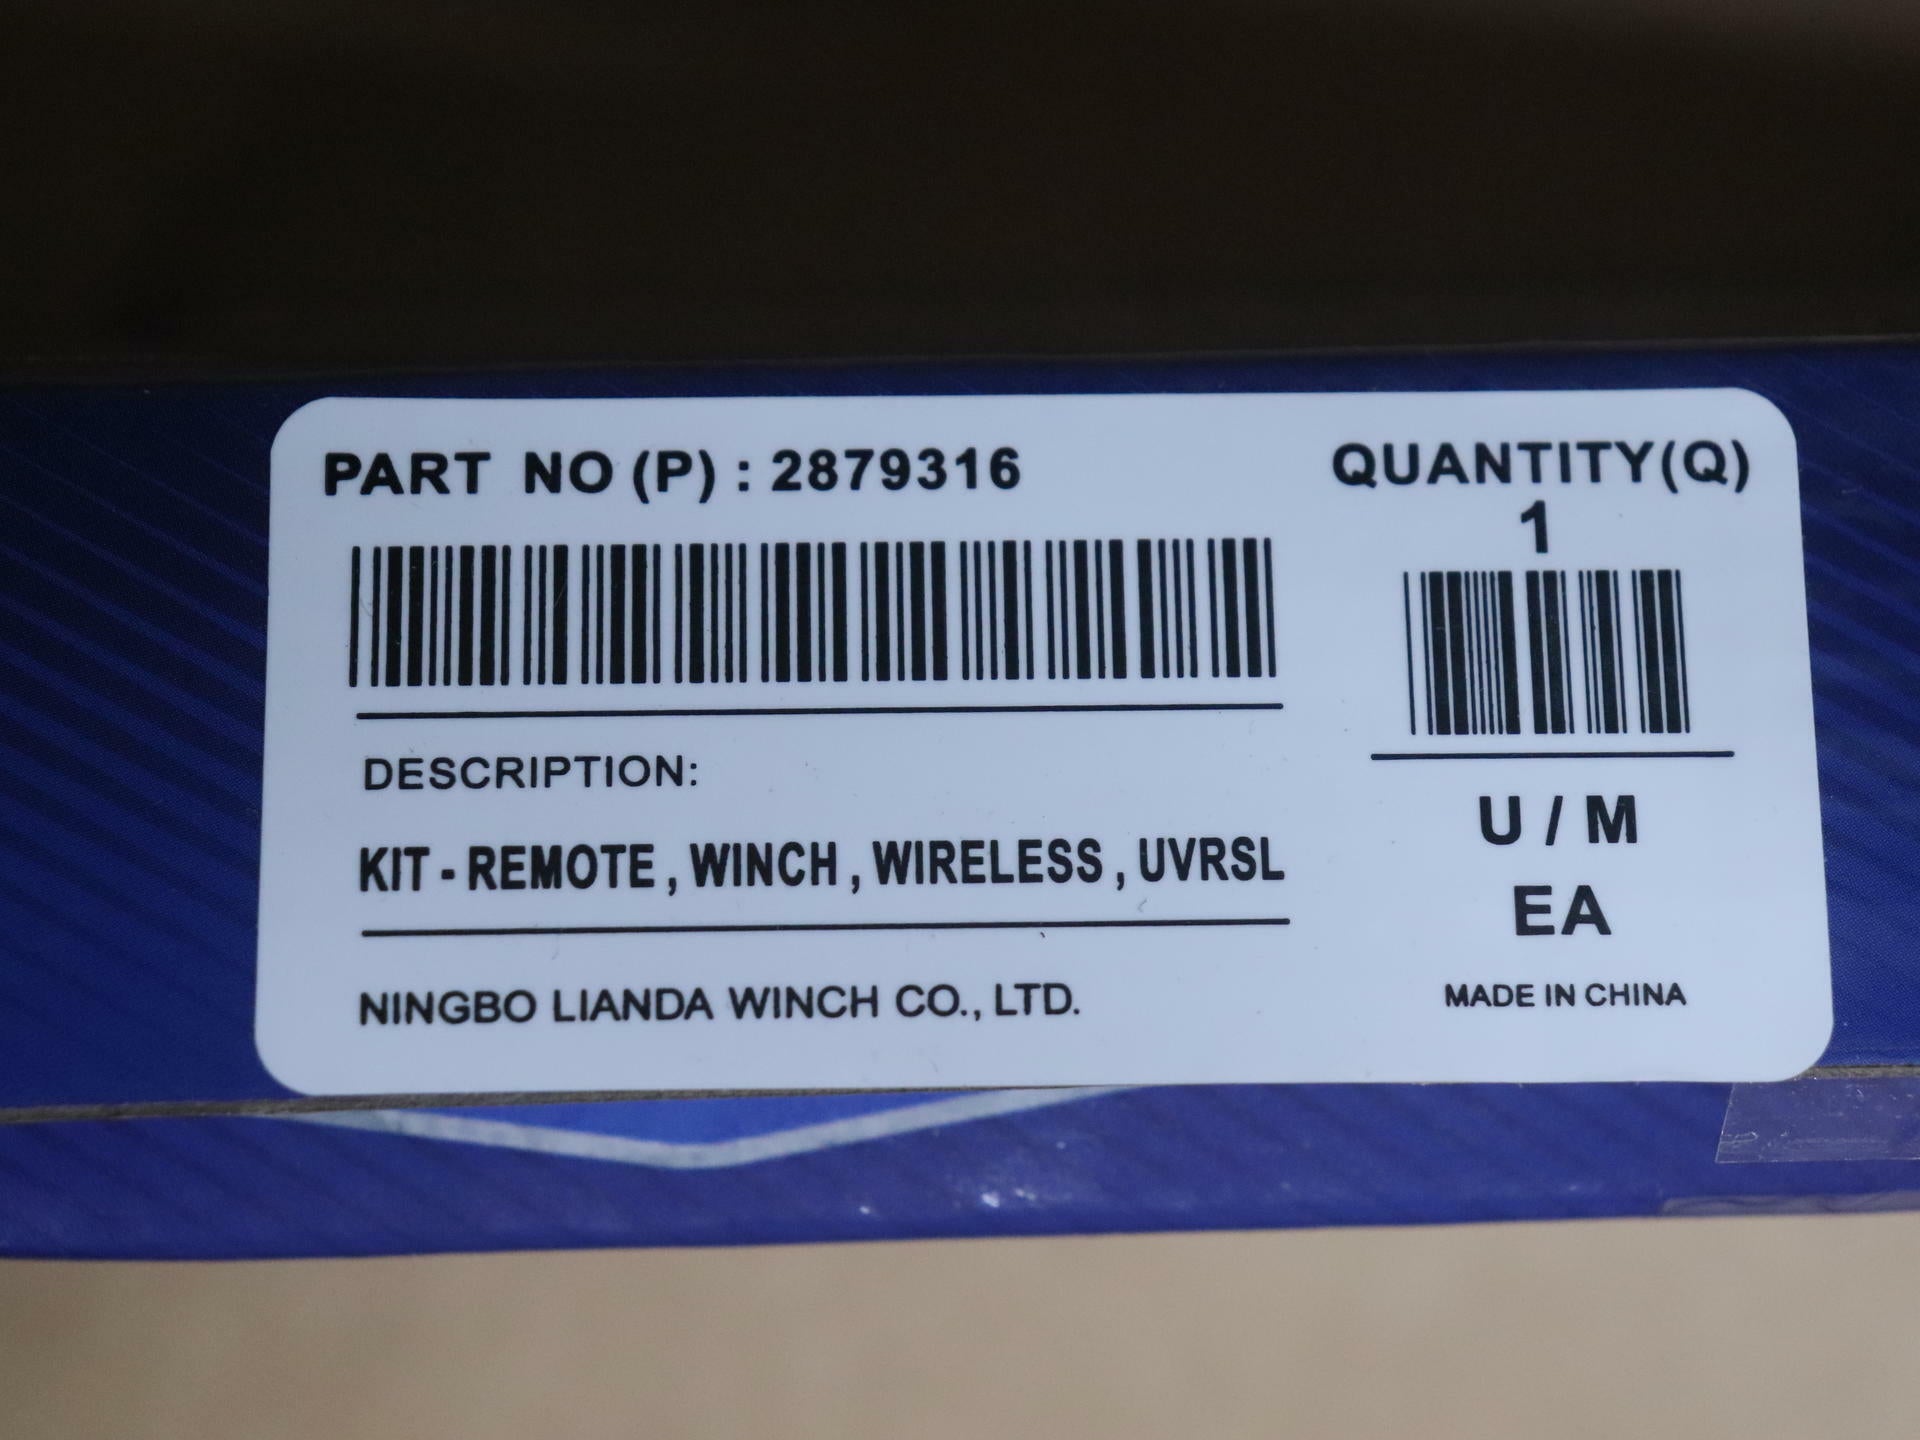 PART NO (P) : 2879316
DESCRIPTION:
KIT - REMOTE , WINCH , WIRELESS , UVRSL
NINGBO LIANDA WINCH CO., LTD.
QUANTITY(Q)
1
U / M
EA
MADE IN CHINA